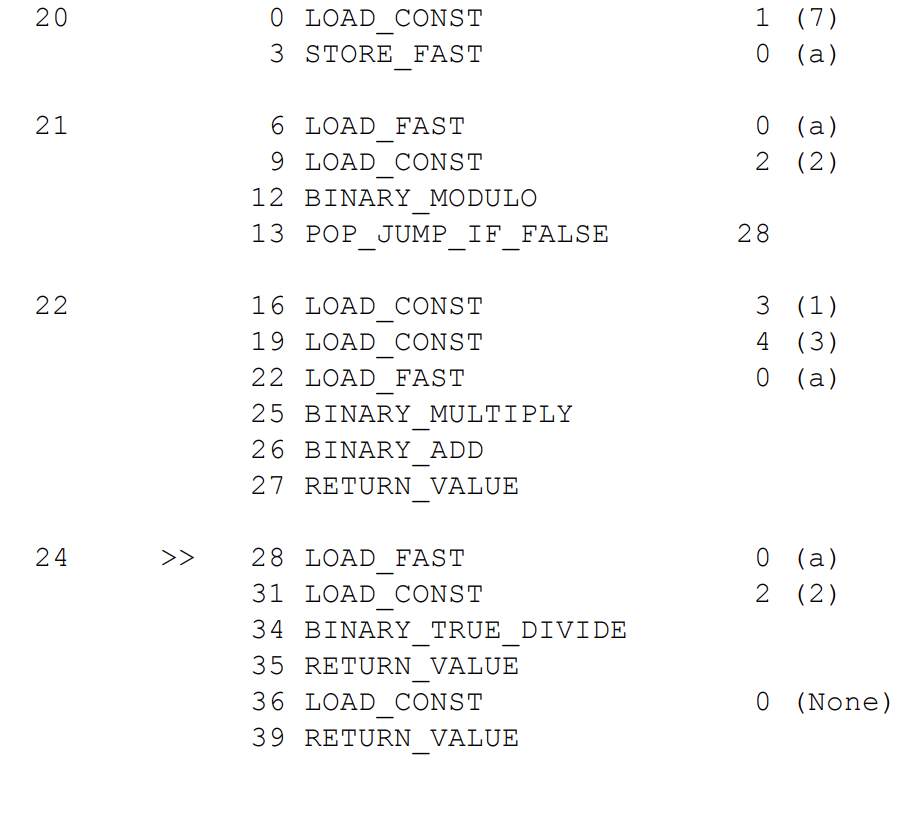 20 0 LOAD_CONST 1 (7)
3 STORE_FAST 0 (a)
21 6 LOAD_FAST 0 (a)
9 LOAD_CONST 2 (2)
12 BINARY_MODULO
13 POP_JUMP_IF_FALSE 28
22 16 LOAD_CONST 3 (1)
19 LOAD_CONST 4 (3)
22 LOAD_FAST 0 (a)
25 BINARY_MULTIPLY
26 BINARY_ADD
27 RETURN_VALUE
24 >> 28 LOAD_FAST 0 (a)
31 LOAD_CONST 2 (2)
34 BINARY_TRUE_DIVIDE
35 RETURN_VALUE
36 LOAD_CONST 0 (None)
39 RETURN_VALUE